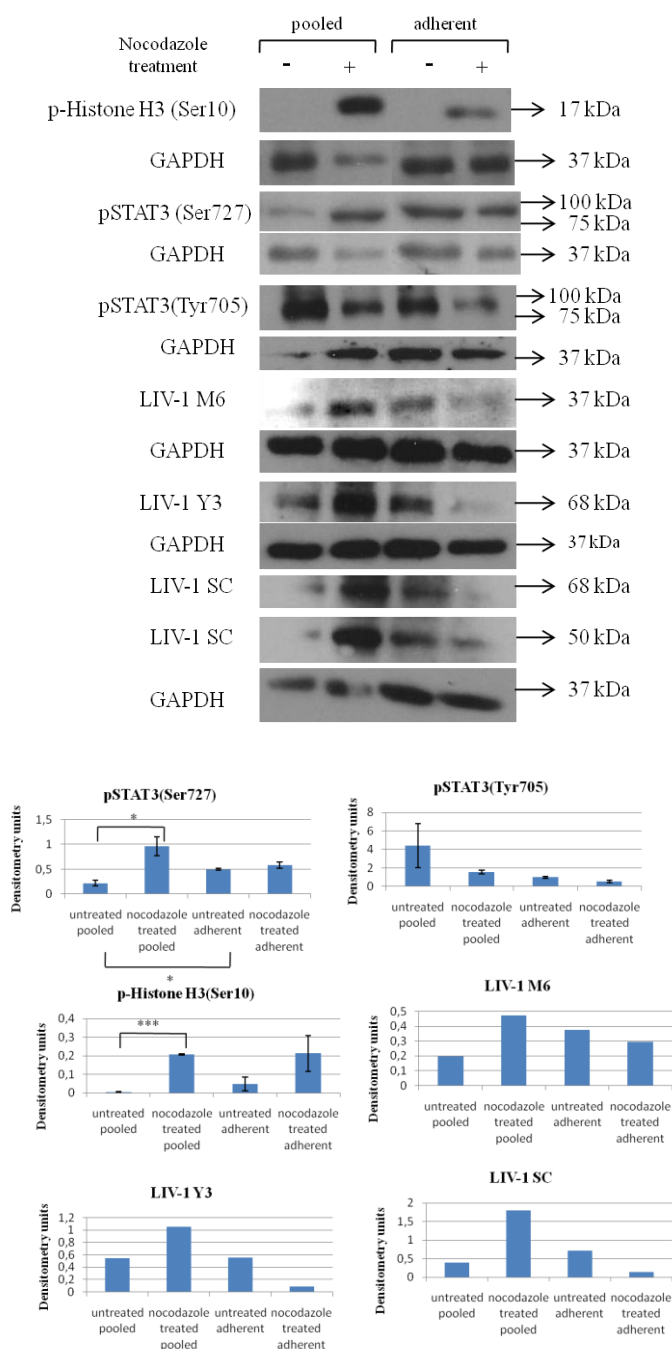 pooled adherent
Nocodazole
treatment - + - +
p-Histone H3 (Ser10) 17 kDa
GAPDH 37 kDa
pSTAT3 (Ser727) 100 kDa
75 kDa
GAPDH 37 kDa
pSTAT3(Tyr705) 100 kDa
75 kDa
GAPDH 37 kDa
LIV-1 M6 37 kDa
GAPDH 37 kDa
LIV-1 Y3 68 kDa
GAPDH 37 kDa
LIV-1 SC 68 kDa
LIV-1 SC 50 kDa
GAPDH 37 kDa
pSTAT3(Ser727)
Densitometry units
1,5
1
0,5
0
*
untreated pooled
nocodazole treated pooled
untreated adherent
nocodazole treated adherent
*
pSTAT3(Tyr705)
Densitometry units
8
6
4
2
0
untreated pooled
nocodazole treated pooled
untreated adherent
nocodazole treated adherent
p-Histone H3(Ser10)
Densitometry units
0,4
0,3
0,2
0,1
0
***
untreated pooled
nocodazole treated pooled
untreated adherent
nocodazole treated adherent
LIV-1 M6
Densitometry units
0,5
0,4
0,3
0,2
0,1
0
untreated pooled
nocodazole treated pooled
untreated adherent
nocodazole treated adherent
LIV-1 Y3
Densitometry units
1,2
1
0,8
0,6
0,4
0,2
0
untreated pooled
nocodazole treated pooled
untreated adherent
nocodazole treated adherent
LIV-1 SC
Densitometry units
2
1,5
1
0,5
0
untreated pooled
nocodazole treated pooled
untreated adherent
nocodazole treated adherent